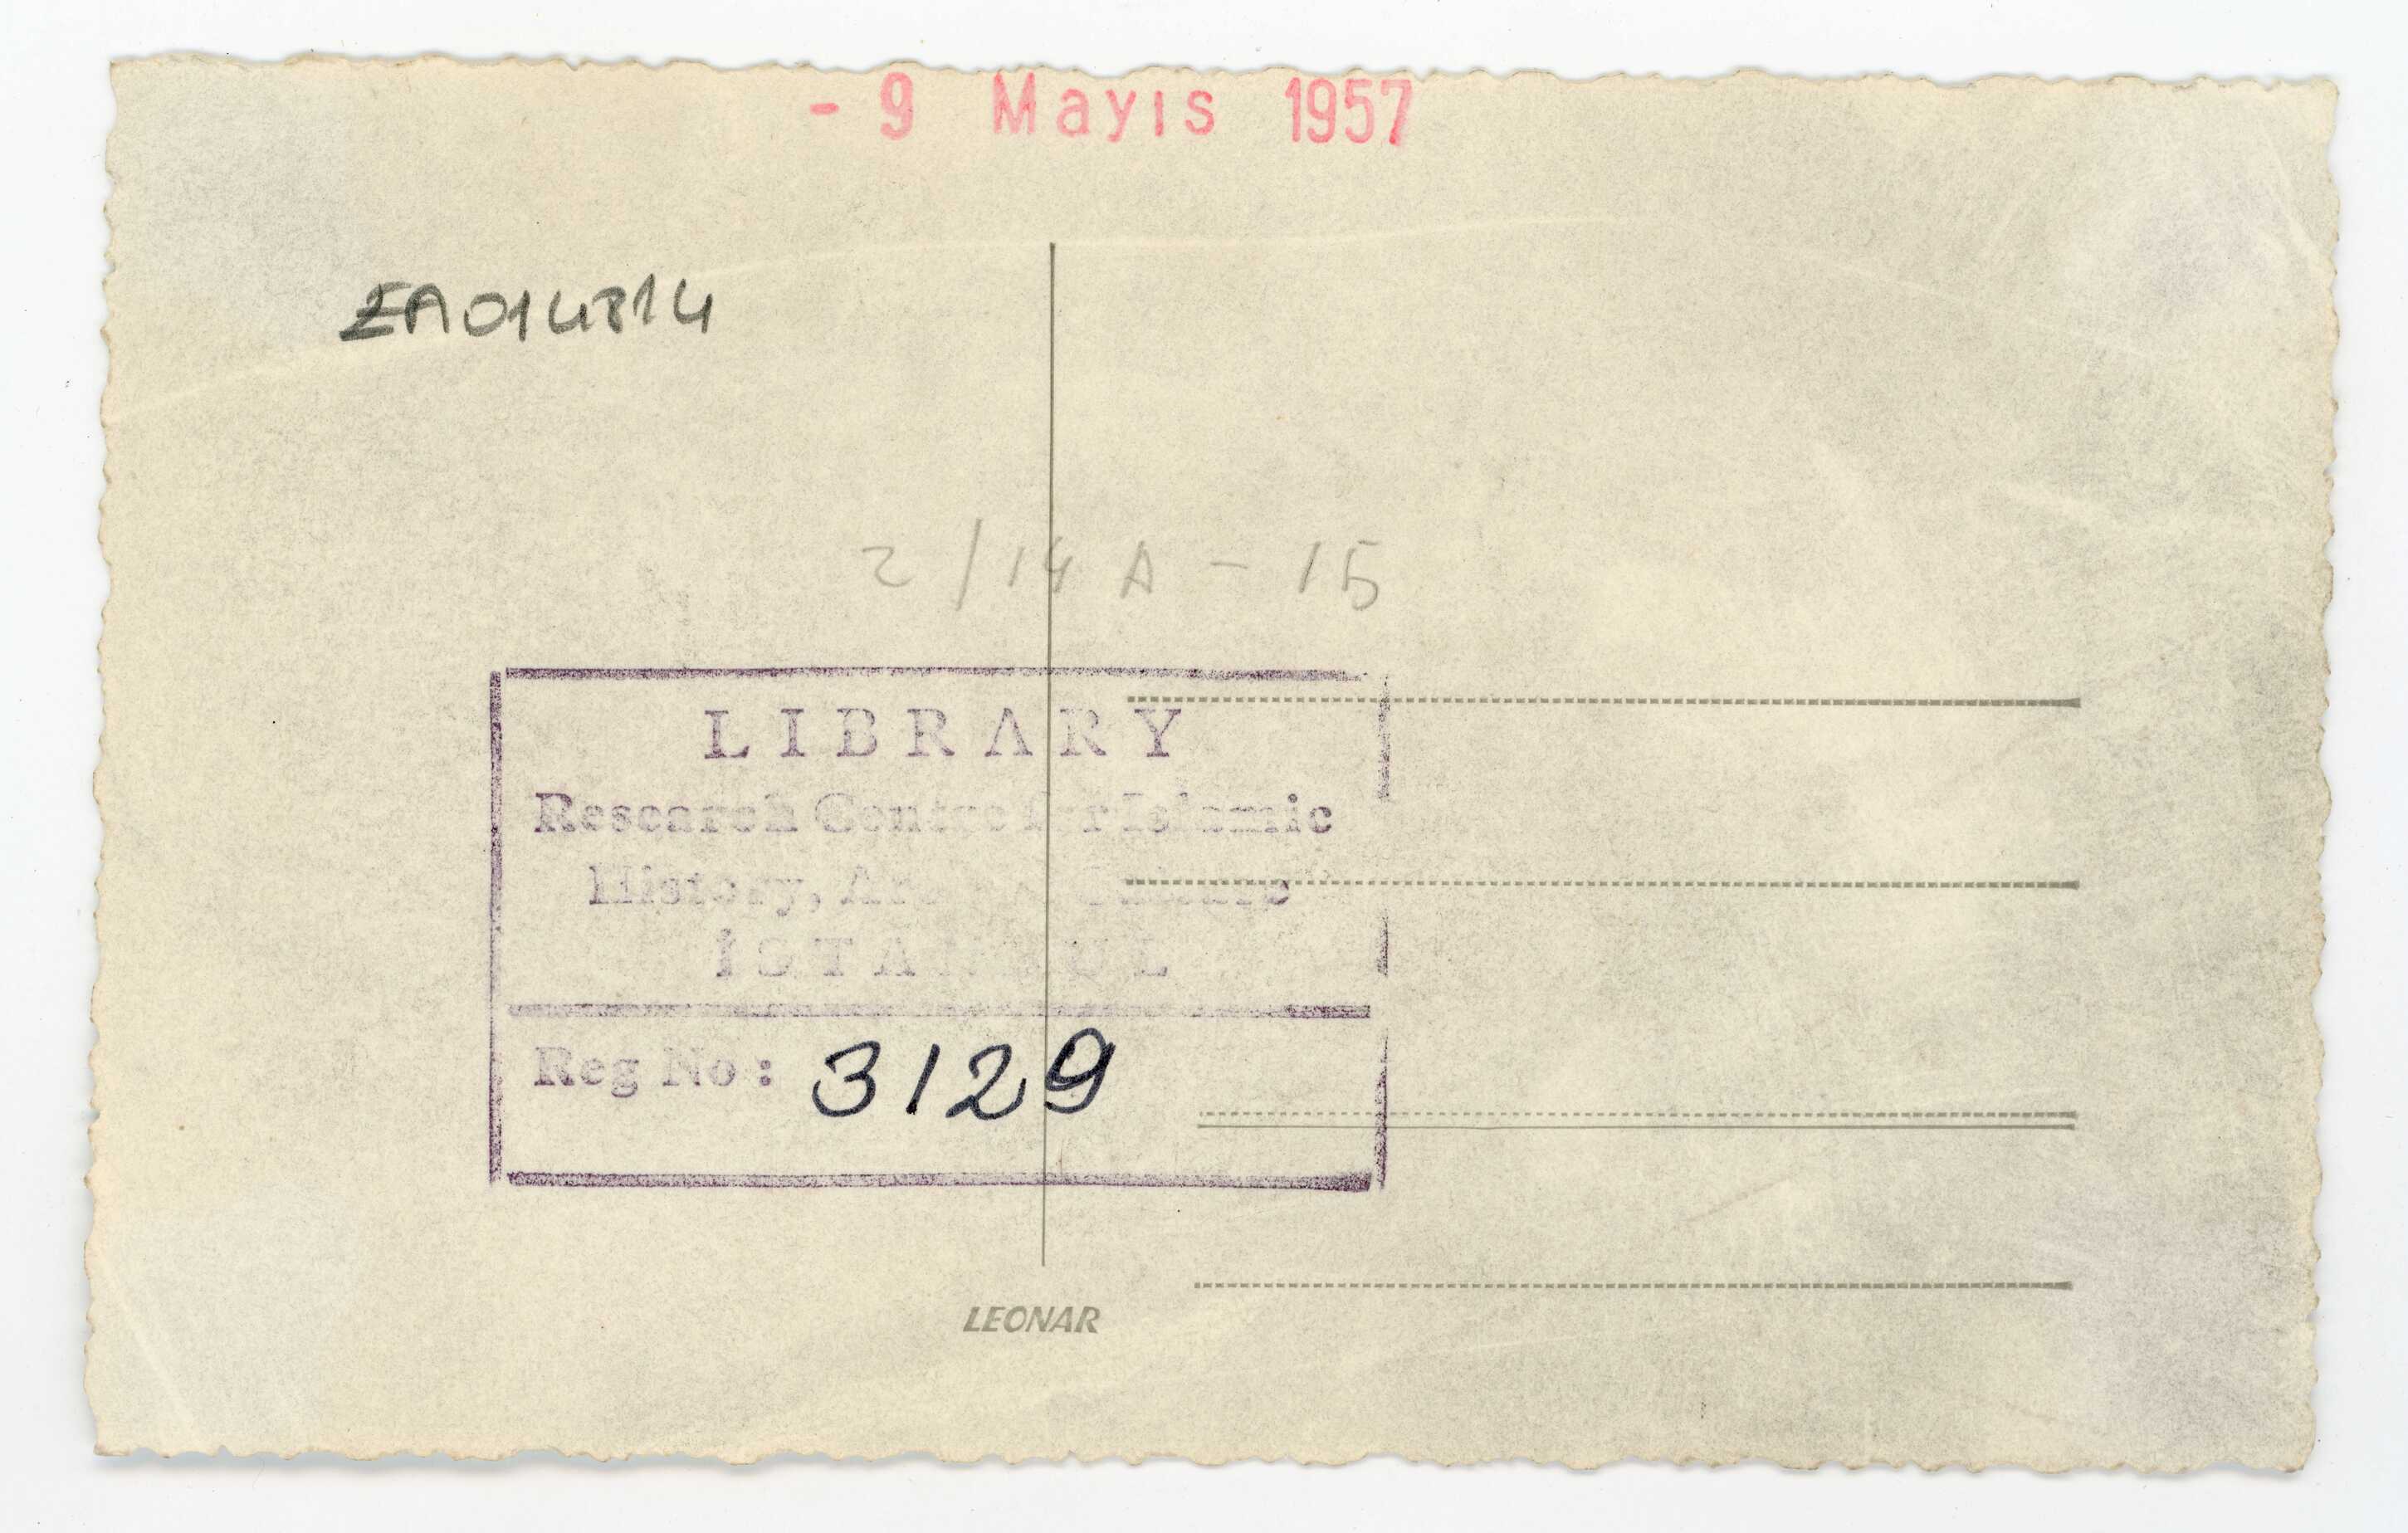 - 9 Mayıs 1957
EA014814
2/14 A - 15
LIBRARY
Research Centre for Islamic
History, Art and Culture
İSTANBUL
Reg No: 3129
LEONAR